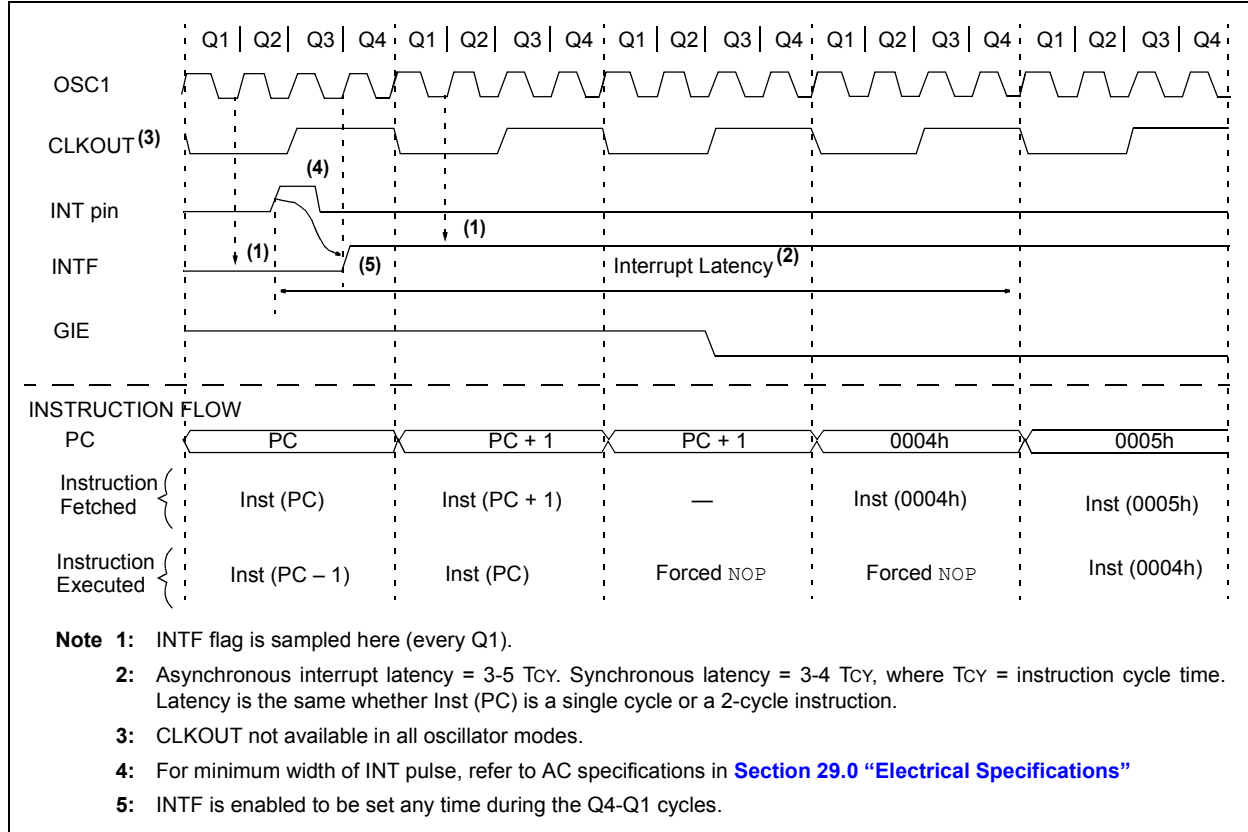 Q1 | Q2 | Q3 | Q4 Q1 | Q2 | Q3 | Q4 Q1 | Q2 | Q3 | Q4 Q1 | Q2 | Q3 | Q4 Q1 | Q2 | Q3 | Q4
OSC1
CLKOUT (3)
(4)
INT pin
(1)
(1)
INTF
(5)
Interrupt Latency (2)
GIE
INSTRUCTION FLOW
PC PC PC + 1 PC + 1 0004h 0005h
Instruction
Fetched
Inst (PC) Inst (PC + 1) — Inst (0004h) Inst (0005h)
Instruction
Executed
Inst (PC – 1) Inst (PC) Forced NOP Forced NOP Inst (0004h)
Note 1: INTF flag is sampled here (every Q1).
2: Asynchronous interrupt latency = 3-5 TCY. Synchronous latency = 3-4 TCY, where TCY = instruction cycle time.
Latency is the same whether Inst (PC) is a single cycle or a 2-cycle instruction.
3: CLKOUT not available in all oscillator modes.
4: For minimum width of INT pulse, refer to AC specifications in Section 29.0 “Electrical Specifications”
5: INTF is enabled to be set any time during the Q4-Q1 cycles.